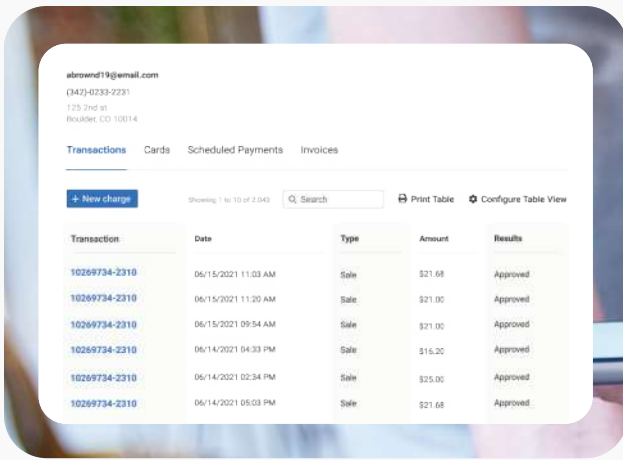 abrownd19@email.com
(342)-0233-2231
125 2nd st
Boulder, CO 10014
Transactions Cards Scheduled Payments Invoices
+ New charge Showing 1 to 10 of 2,043 Search Print Table Configure Table View
Transaction Date Type Amount Results
10269734-2310 06/15/2021 11:03 AM Sale $21.68 Approved
10269734-2310 06/15/2021 11:20 AM Sale $21.00 Approved
10269734-2310 06/15/2021 09:54 AM Sale $21.00 Approved
10269734-2310 06/14/2021 04:33 PM Sale $16.20 Approved
10269734-2310 06/14/2021 02:34 PM Sale $25.00 Approved
10269734-2310 06/14/2021 05:03 PM Sale $21.68 Approved